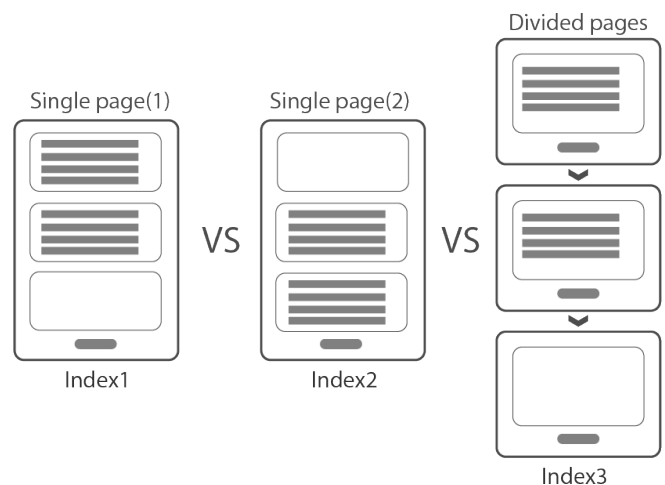 Divided pages
Single page(1)
Single page(2)
VS
VS
Index1
Index2
Index3